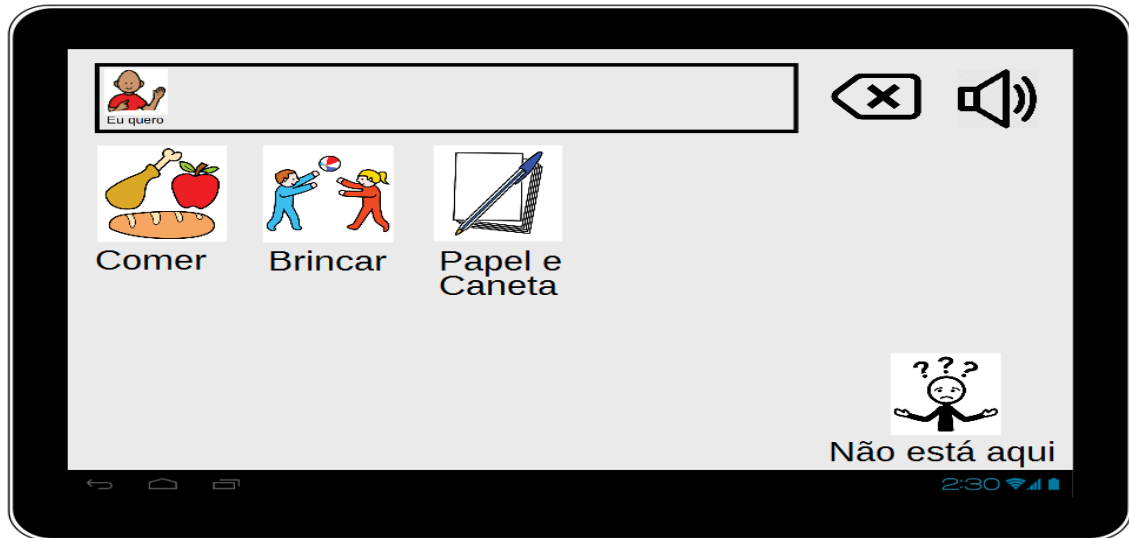 Eu quero
Comer
Brincar
Papel e
Caneta
Não está aqui
2:30